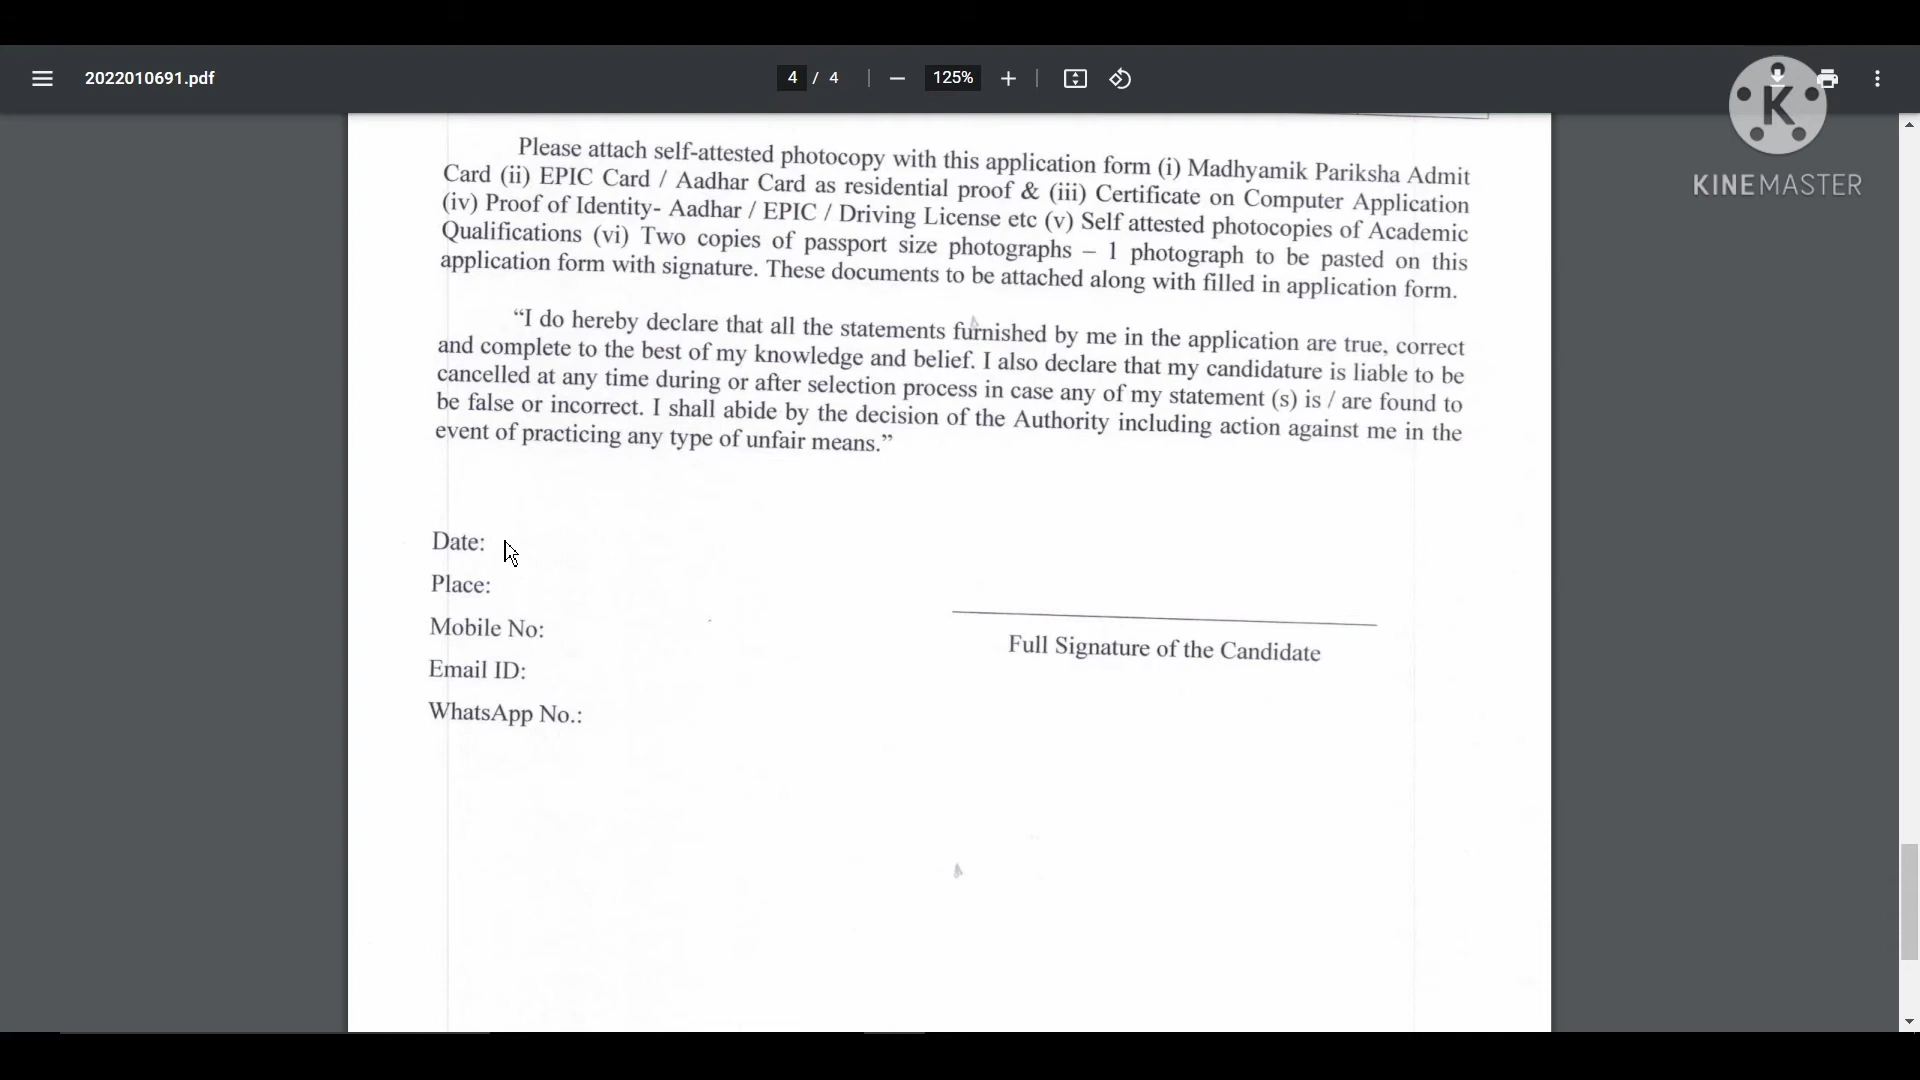 2022010691.pdf
4 / 4
125%
K
KINEMASTER
Please attach self-attested photocopy with this application form (i) Madhyamik Pariksha Admit
Card (ii) EPIC Card / Aadhar Card as residential proof & (iii) Certificate on Computer Application
(iv) Proof of Identity- Aadhar / EPIC / Driving License etc (v) Self attested photocopies of Academic
Qualifications (vi) Two copies of passport size photographs – 1 photograph to be pasted on this
application form with signature. These documents to be attached along with filled in application form.
“I do hereby declare that all the statements furnished by me in the application are true, correct
and complete to the best of my knowledge and belief. I also declare that my candidature is liable to be
cancelled at any time during or after selection process in case any of my statement (s) is / are found to
be false or incorrect. I shall abide by the decision of the Authority including action against me in the
event of practicing any type of unfair means.”
Date:
Place:
Mobile No:
Email ID:
WhatsApp No.:
Full Signature of the Candidate